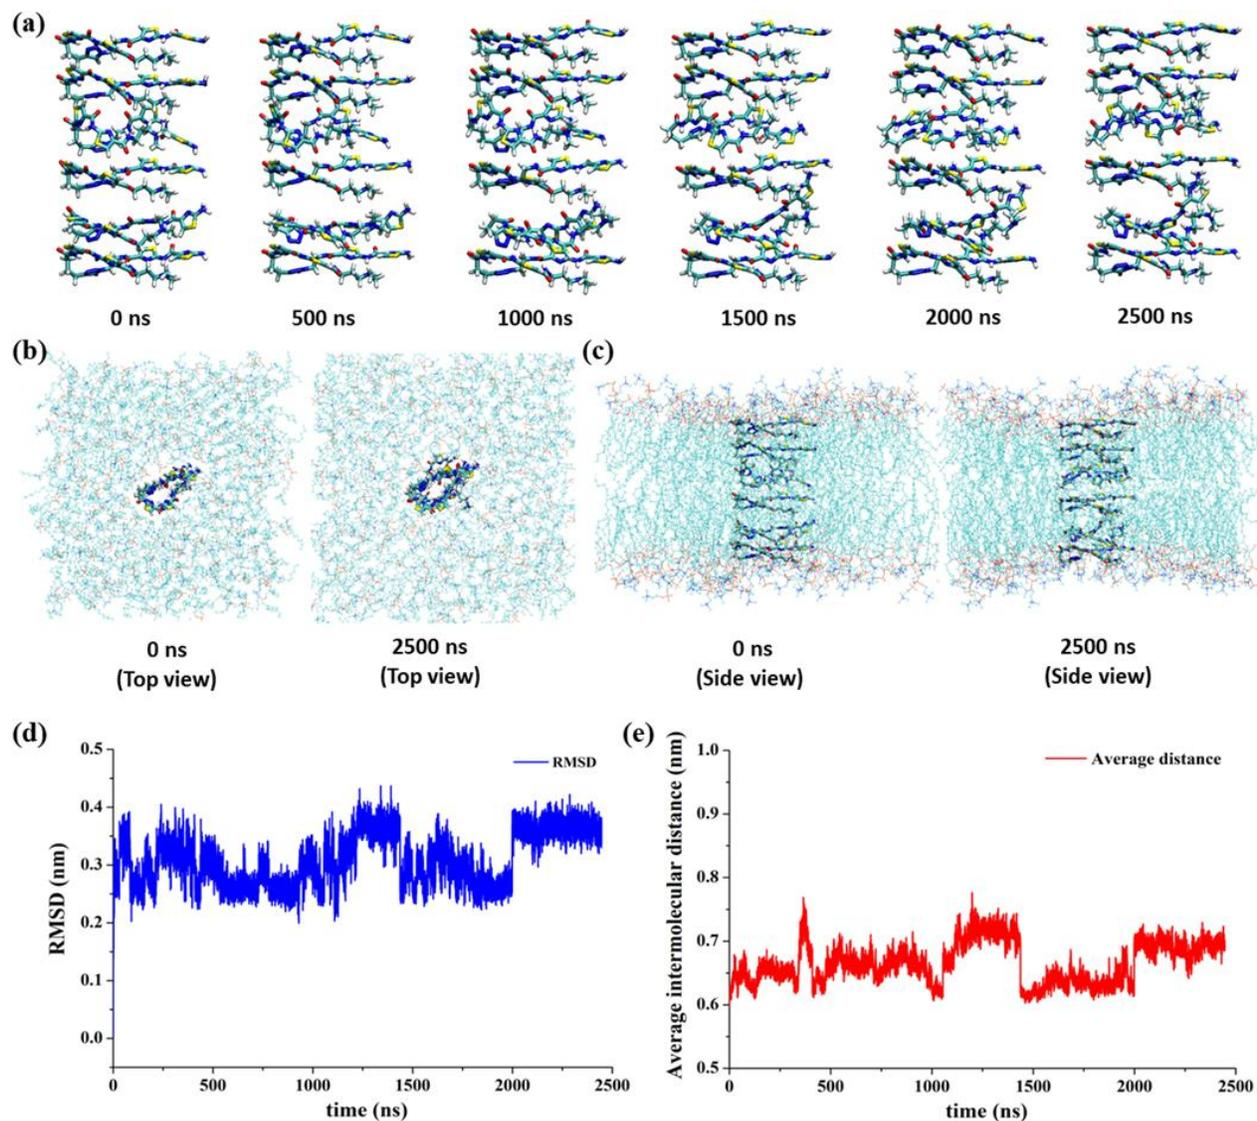 (a)
0 ns 500 ns 1000 ns 1500 ns 2000 ns 2500 ns
(b) (c)
0 ns 2500 ns 0 ns 2500 ns
(Top view) (Top view) (Side view) (Side view)
(d)
RMSD
RMSD (nm)
0.5
0.4
0.3
0.2
0.1
0.0
0 500 1000 1500 2000 2500
time (ns)
(e)
Average distance
Average intermolecular distance (nm)
1.0
0.9
0.8
0.7
0.6
0.5
0 500 1000 1500 2000 2500
time (ns)